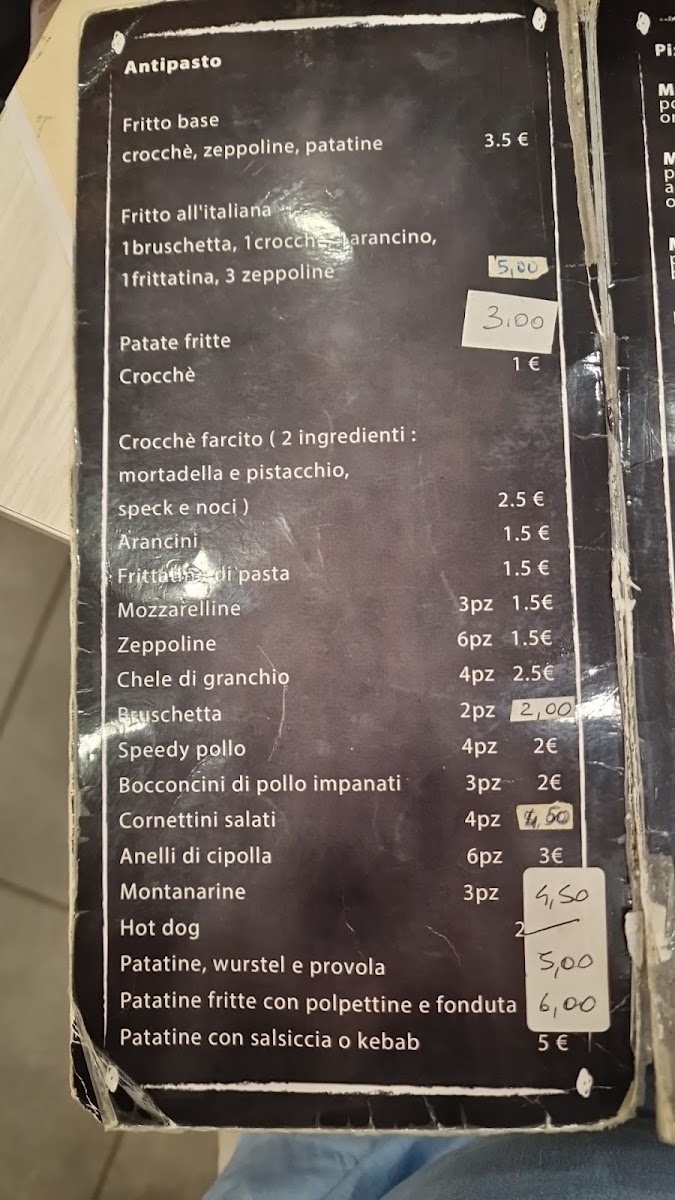 Antipasto
Fritto base
crocchè, zeppoline, patatine 3.5 €
Fritto all'italiana
1bruschetta, 1crocchè, arancino,
1frittatina, 3 zeppoline 5,00
3.00
Patate fritte
Crocchè 1 €
Crocchè farcito ( 2 ingredienti :
mortadella e pistacchio,
speck e noci ) 2.5 €
Arancini 1.5 €
Frittatine di pasta 1.5 €
Mozzarelline 3pz 1.5€
Zeppoline 6pz 1.5€
Chele di granchio 4pz 2.5€
Bruschetta 2pz 2,00
Speedy pollo 4pz 2€
Bocconcini di pollo impanati 3pz 2€
Cornettini salati 4pz
Anelli di cipolla 6pz 3€
Montanarine 3pz 4,50
Hot dog 2
Patatine, wurstel e provola 5,00
Patatine fritte con polpettine e fonduta 6,00
Patatine con salsiccia o kebab 5 €